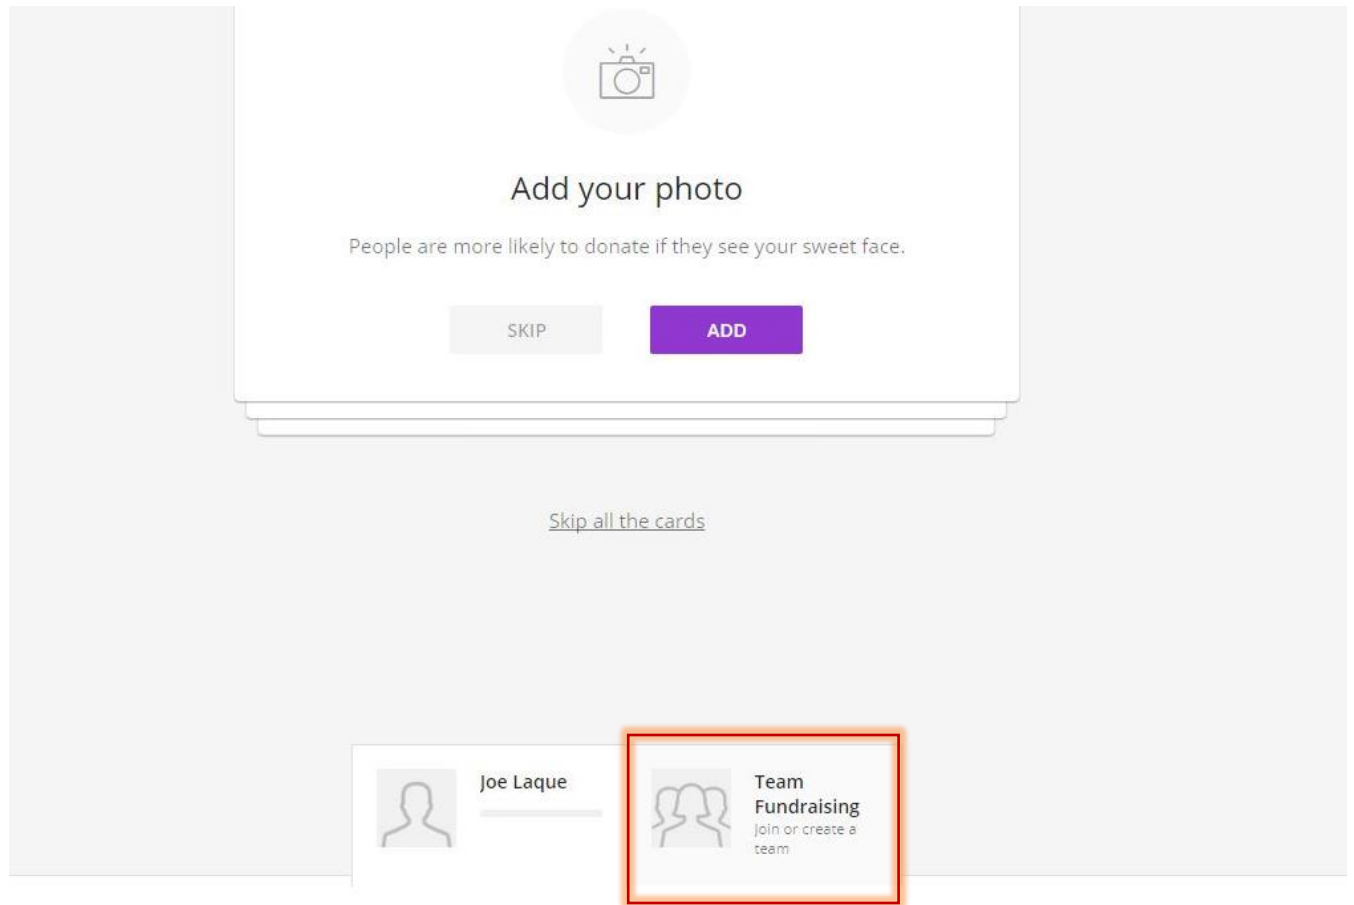 Add your photo
People are more likely to donate if they see your sweet face.
SKIP
ADD
Skip all the cards
Joe Laque
Team
Fundraising
Join or create a
team